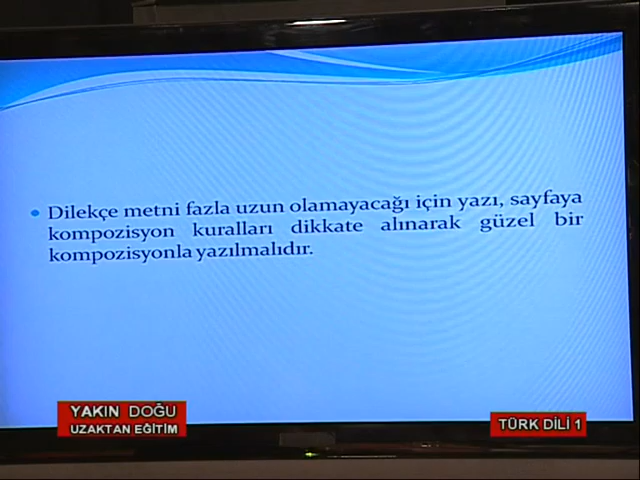 • Dilekçe metni fazla uzun olamayacağı için yazı, sayfaya
kompozisyon kuralları dikkate alınarak güzel bir
kompozisyonla yazılmalıdır.
YAKIN DOĞU
UZAKTAN EĞİTİM
TÜRK DİLİ 1